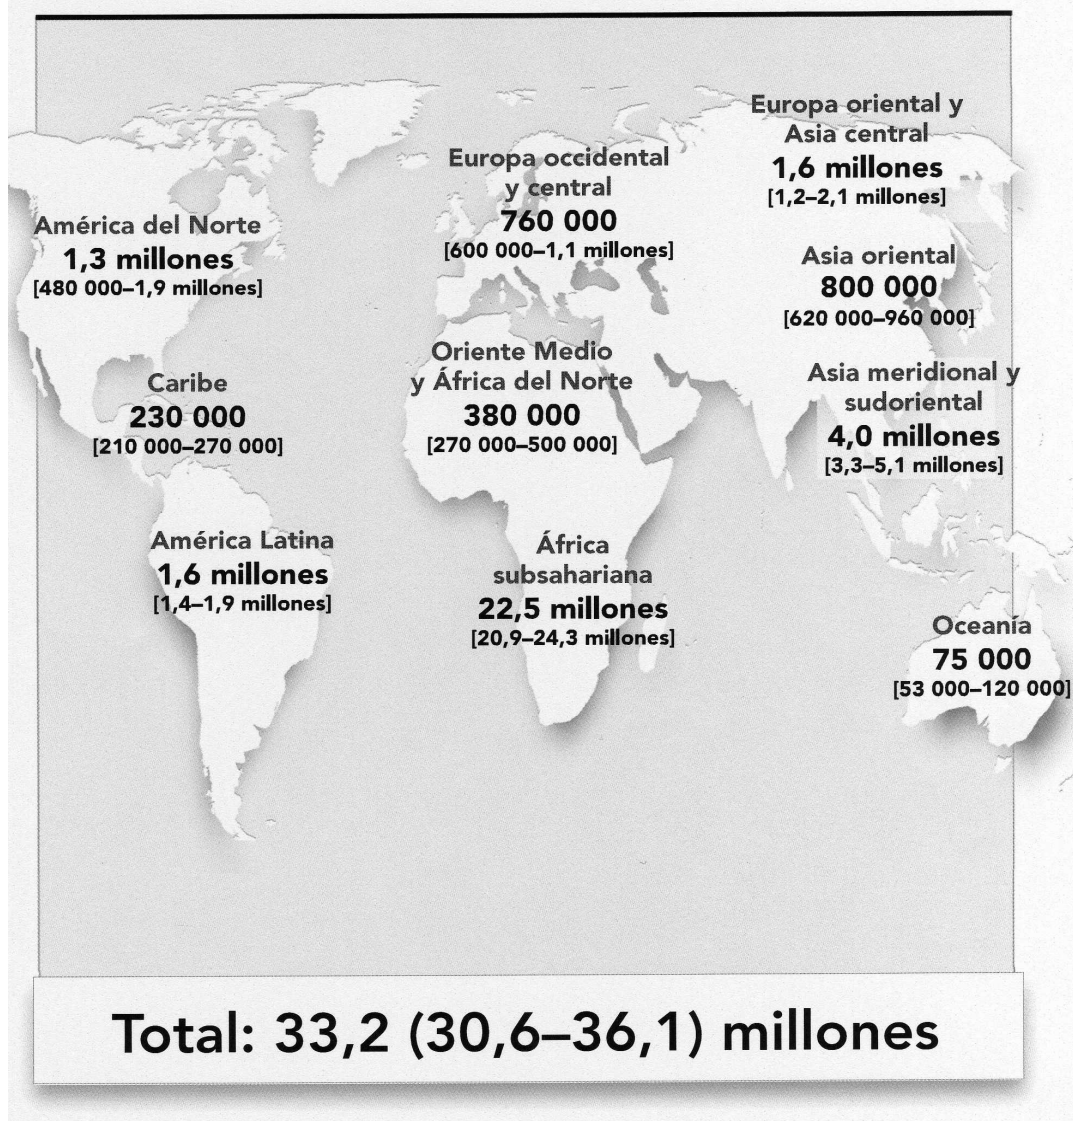 Europa oriental y
Asia central
1,6 millones
[1,2–2,1 millones]
Europa occidental
y central
760 000
[600 000–1,1 millones]
América del Norte
1,3 millones
[480 000–1,9 millones]
Asia oriental
800 000
[620 000–960 000]
Oriente Medio
y África del Norte
380 000
[270 000–500 000]
Caribe
230 000
[210 000–270 000]
Asia meridional y
sudoriental
4,0 millones
[3,3–5,1 millones]
América Latina
1,6 millones
[1,4–1,9 millones]
África
subsahariana
22,5 millones
[20,9–24,3 millones]
Oceanía
75 000
[53 000–120 000]
Total: 33,2 (30,6–36,1) millones